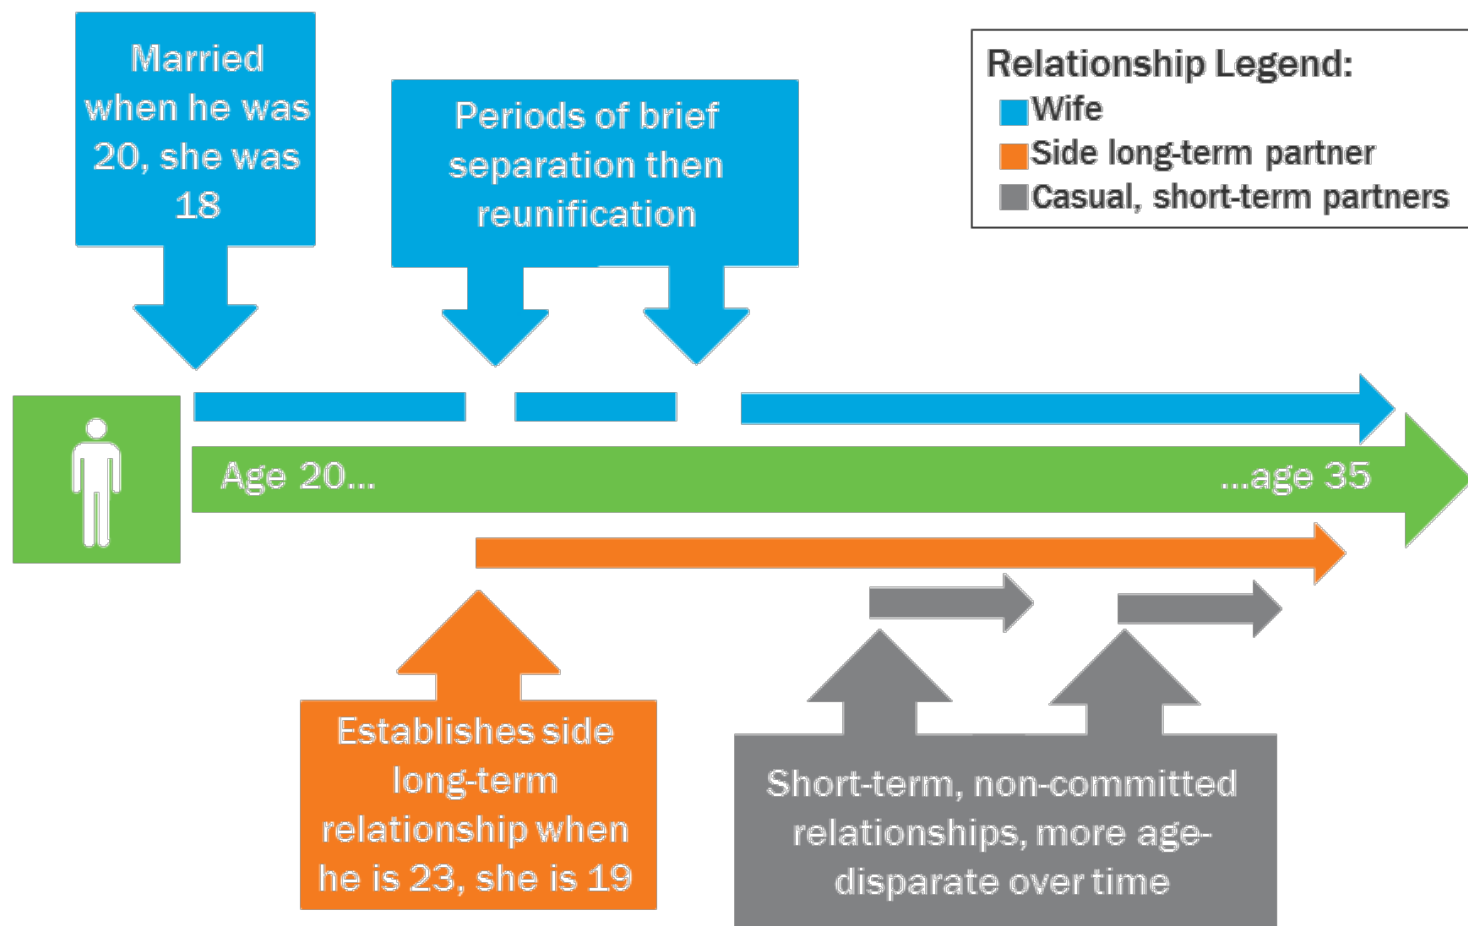 Married
when he was
20, she was
18
Periods of brief
separation then
reunification
Relationship Legend:
Wife
Side long-term partner
Casual, short-term partners
Age 20...
...age 35
Establishes side
long-term
relationship when
he is 23, she is 19
Short-term, non-committed
relationships, more age-
disparate over time